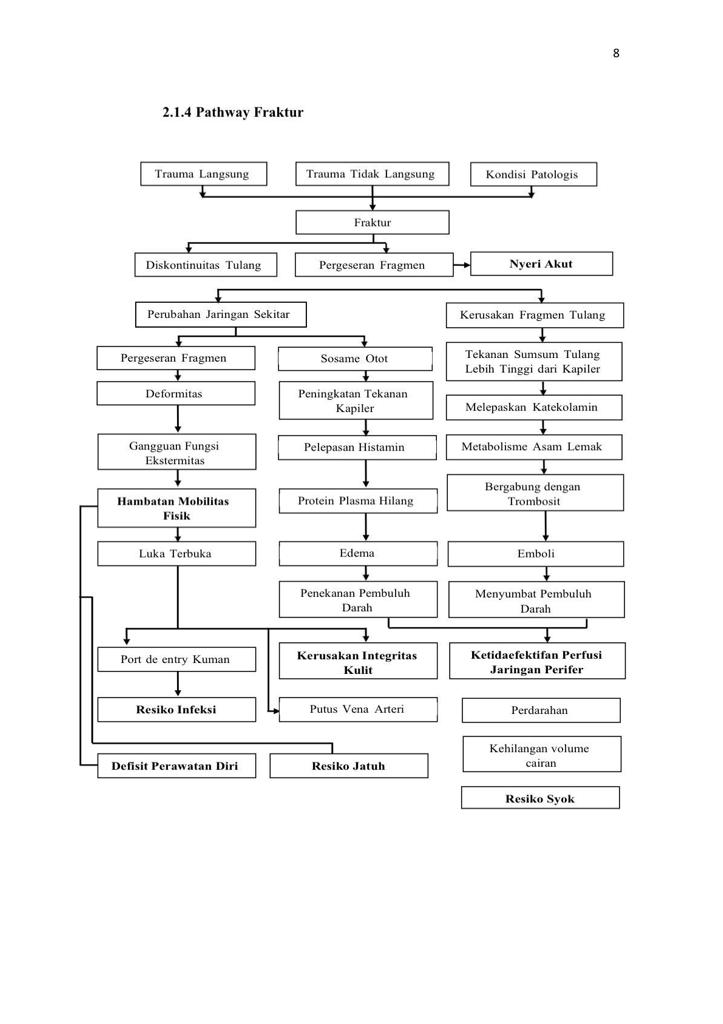 8
2.1.4 Pathway Fraktur
Trauma Langsung
Trauma Tidak Langsung
Kondisi Patologis
Fraktur
Diskontinuitas Tulang
Pergeseran Fragmen
Nyeri Akut
Perubahan Jaringan Sekitar
Kerusakan Fragmen Tulang
Pergeseran Fragmen
Sosame Otot
Tekanan Sumsum Tulang
Lebih Tinggi dari Kapiler
Deformitas
Peningkatan Tekanan
Kapiler
Melepaskan Katekolamin
Gangguan Fungsi
Ekstermitas
Pelepasan Histamin
Metabolisme Asam Lemak
Hambatan Mobilitas
Fisik
Protein Plasma Hilang
Bergabung dengan
Trombosit
Luka Terbuka
Edema
Emboli
Penekanan Pembuluh
Darah
Menyumbat Pembuluh
Darah
Port de entry Kuman
Kerusakan Integritas
Kulit
Ketidaefektifan Perfusi
Jaringan Perifer
Resiko Infeksi
Putus Vena Arteri
Perdarahan
Kehilangan volume
cairan
Defisit Perawatan Diri
Resiko Jatuh
Resiko Syok